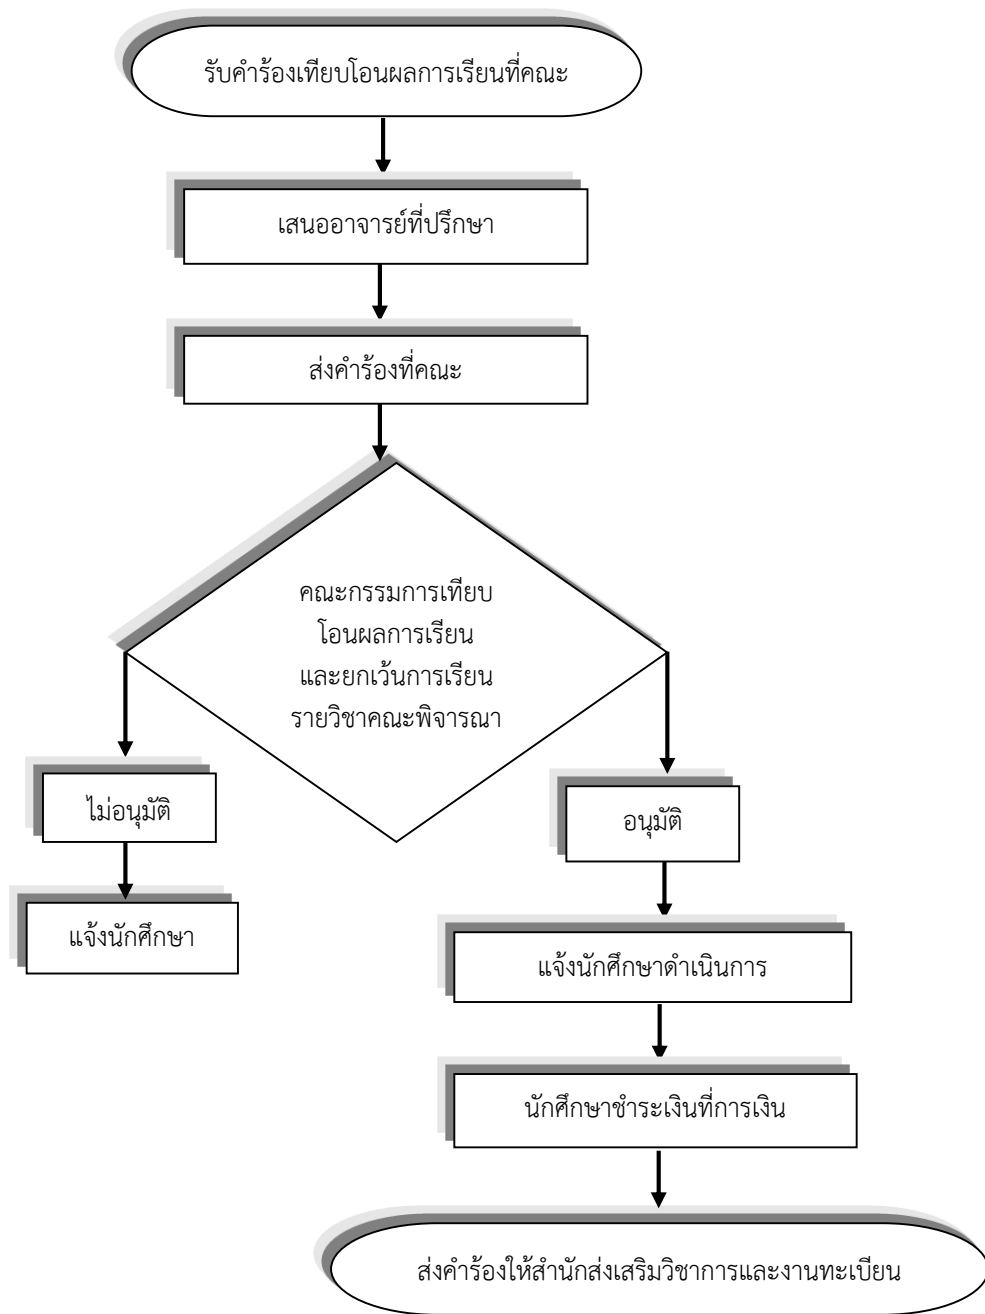 รับคำร้องเทียบโอนผลการเรียนที่คณะ
เสนออาจารย์ที่ปรึกษา
ส่งคำร้องที่คณะ
คณะกรรมการเทียบ
โอนผลการเรียน
และยกเว้นการเรียน
รายวิชาคณะพิจารณา
ไม่อนุมัติ
แจ้งนักศึกษา
อนุมัติ
แจ้งนักศึกษาดำเนินการ
นักศึกษาชำระเงินที่การเงิน
ส่งคำร้องให้สำนักส่งเสริมวิชาการและงานทะเบียน